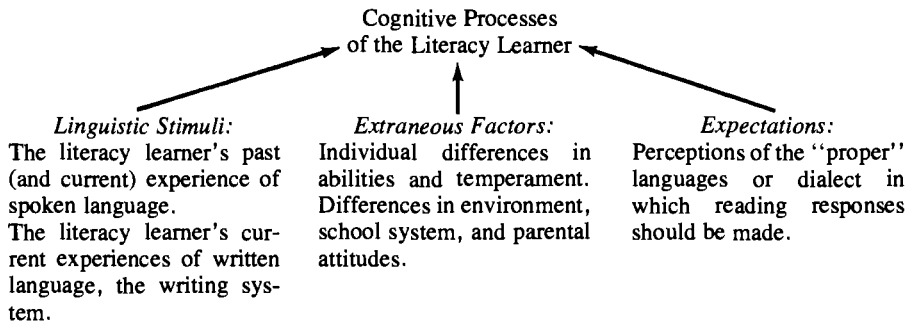 Cognitive Processes
of the Literacy Learner
Linguistic Stimuli:
The literacy learner's past
(and current) experience of
spoken language.
The literacy learner's cur-
rent experiences of written
language, the writing sys-
tem.
Extraneous Factors:
Individual differences in
abilities and temperament.
Differences in environment,
school system, and parental
attitudes.
Expectations:
Perceptions of the "proper"
languages or dialect in
which reading responses
should be made.